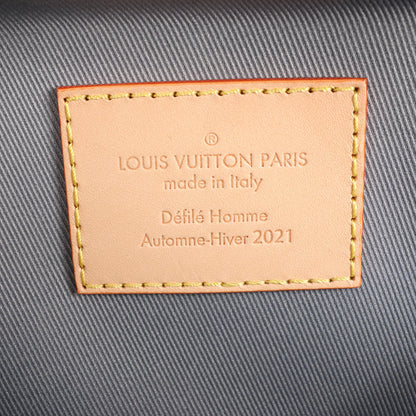 ®
LOUIS VUITTON PARIS
made in Italy
Défilé Homme
Automne-Hiver 2021